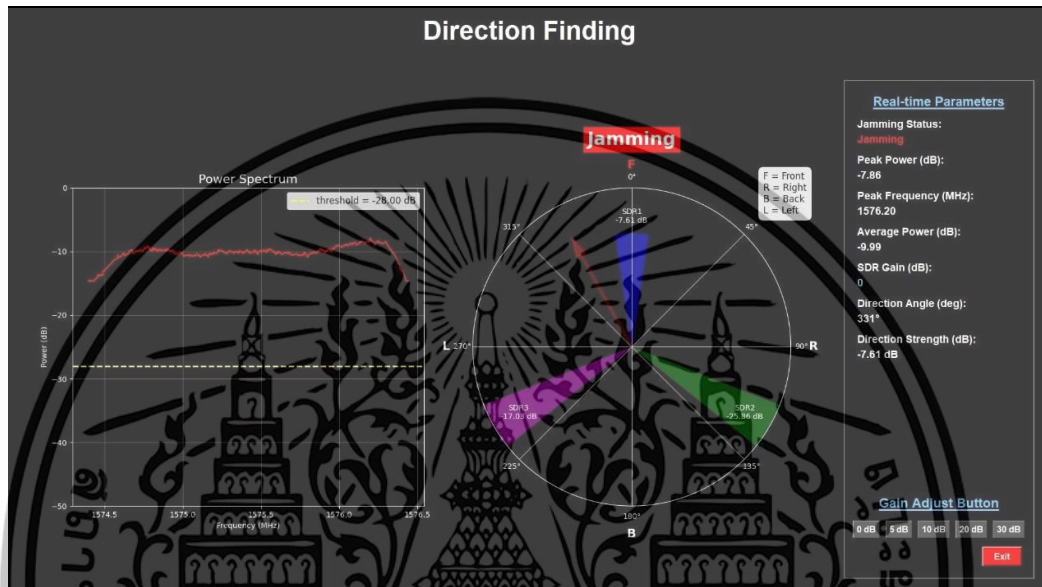 Direction Finding
Jamming
F
0°
Power Spectrum
threshold = -28.00 dB
0
−10
−20
−30
−40
−50
Power (dB)
1574.5 1575.0 1575.5 1576.0 1576.5
Frequency (MHz)
F = Front
R = Right
B = Back
L = Left
SDR1
-7.61 dB
315°
45°
L 270°
90° R
SDR3
-17.03 dB
SDR2
-25.36 dB
225°
135°
180°
B
Real-time Parameters
Jamming Status:
Jamming
Peak Power (dB):
-7.86
Peak Frequency (MHz):
1576.20
Average Power (dB):
-9.99
SDR Gain (dB):
0
Direction Angle (deg):
331°
Direction Strength (dB):
-7.61 dB
Gain Adjust Button
0 dB 5 dB 10 dB 20 dB 30 dB
Exit